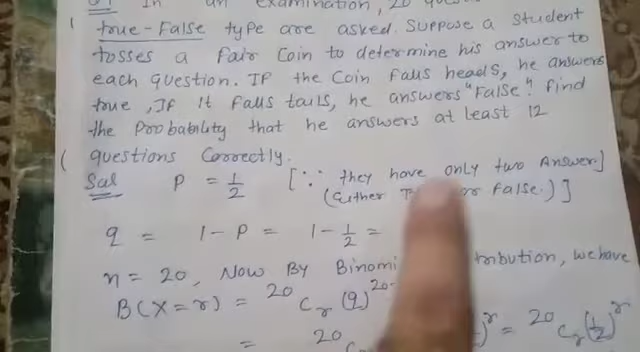 In an examination, 20
true-False type are asked. Suppose a student
tosses a fair Coin to determine his answer to
each question. If the Coin falls heads, he answers
true, If it falls tails, he answers "False". Find
the Probability that he answers at least 12
questions Correctly.
Sol P = 1/2 [∵ they have only two Answer]
(Either or False.)]
q = 1 - P = 1 - 1/2 =
n = 20, Now By we have
B(X=r) = 20Cr (q)20-
= 20 = 20Cr (1/2)